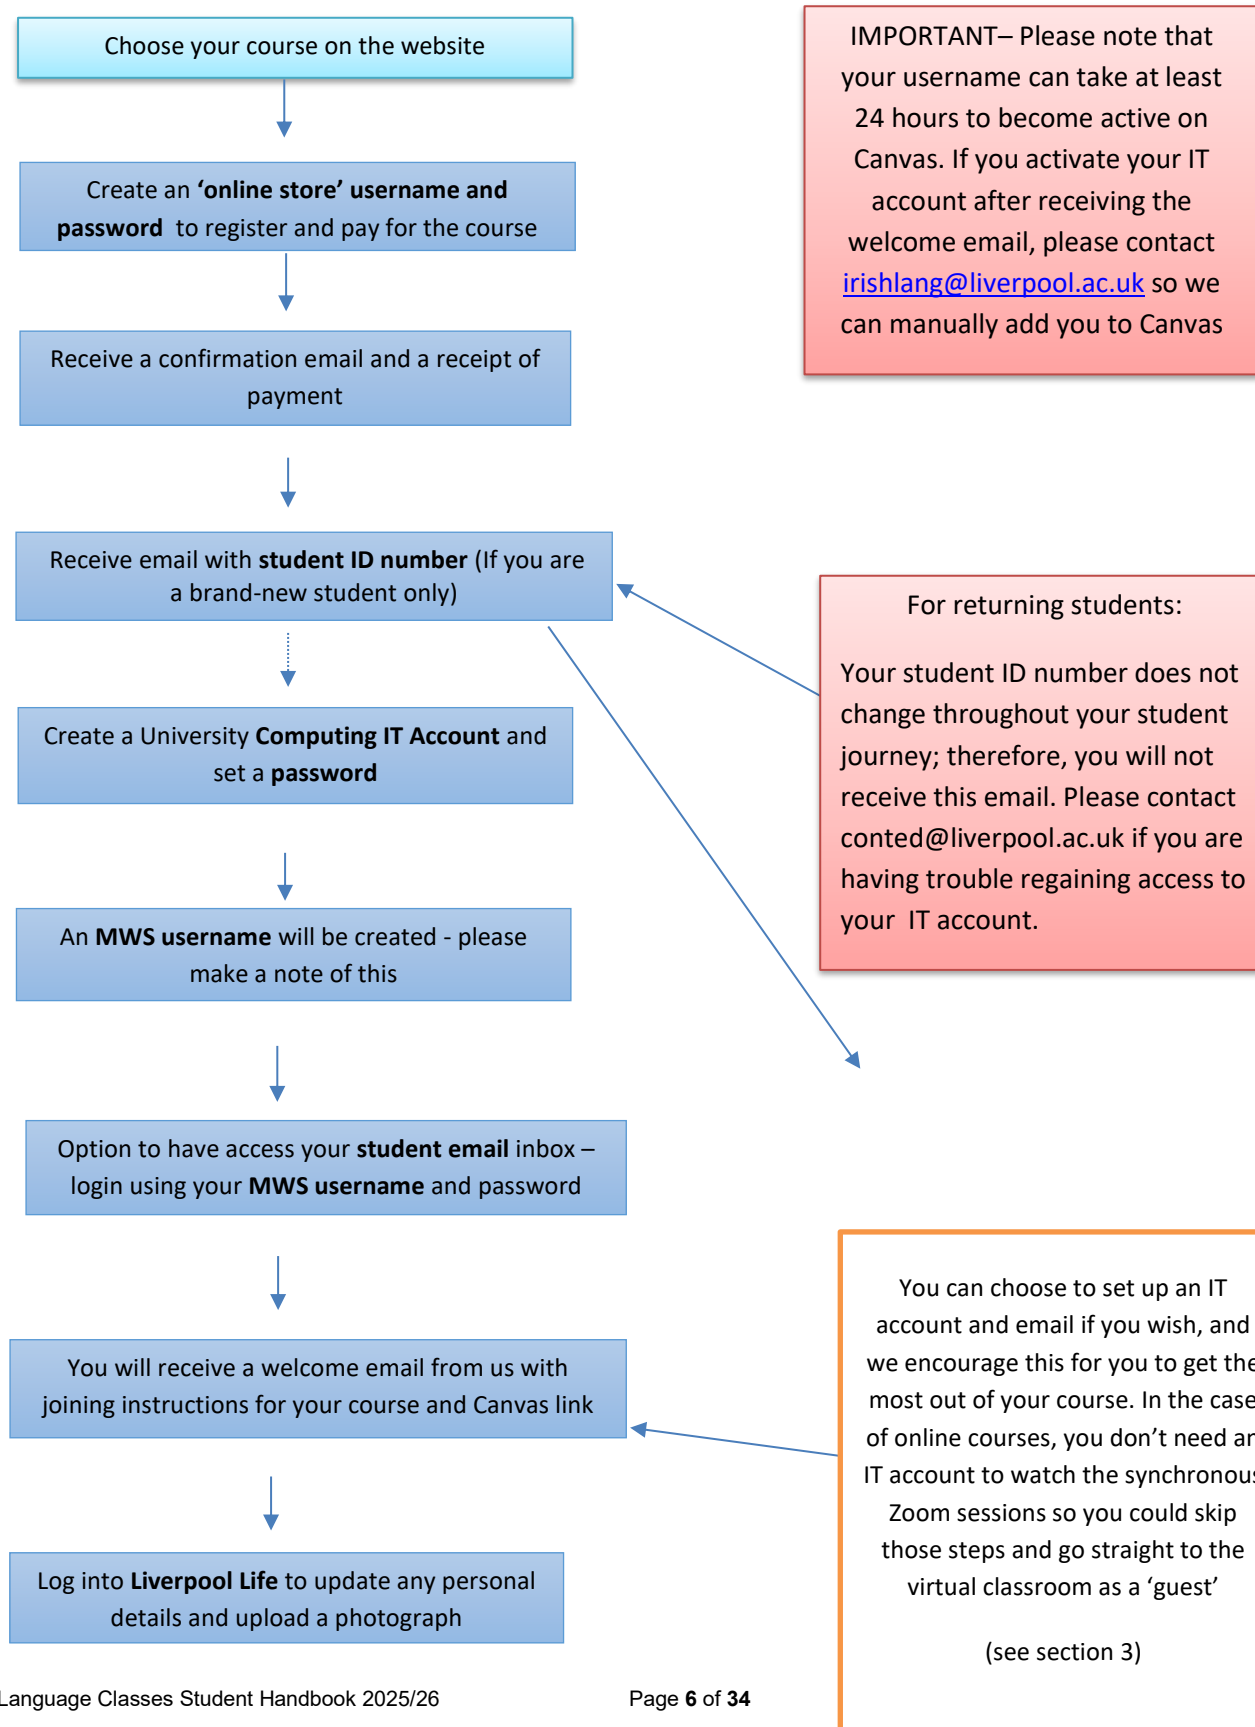 Choose your course on the website
Create an ‘online store’ username and
password  to register and pay for the course
Receive a confirmation email and a receipt of
payment
Receive email with student ID number (If you are
a brand-new student only)
Create a University Computing IT Account and
set a password
An MWS username will be created - please
make a note of this
Option to have access your student email inbox –
login using your MWS username and password
You will receive a welcome email from us with
joining instructions for your course and Canvas link
Log into Liverpool Life to update any personal
details and upload a photograph
IMPORTANT– Please note that
your username can take at least
24 hours to become active on
Canvas. If you activate your IT
account after receiving the
welcome email, please contact
irishlang@liverpool.ac.uk so we
can manually add you to Canvas
For returning students:
Your student ID number does not
change throughout your student
journey; therefore, you will not
receive this email. Please contact
conted@liverpool.ac.uk if you are
having trouble regaining access to
your  IT account.
You can choose to set up an IT
account and email if you wish, and
we encourage this for you to get the
most out of your course. In the case
of online courses, you don’t need an
IT account to watch the synchronous
Zoom sessions so you could skip
those steps and go straight to the
virtual classroom as a ‘guest’
(see section 3)
Language Classes Student Handbook 2025/26
Page 6 of 34